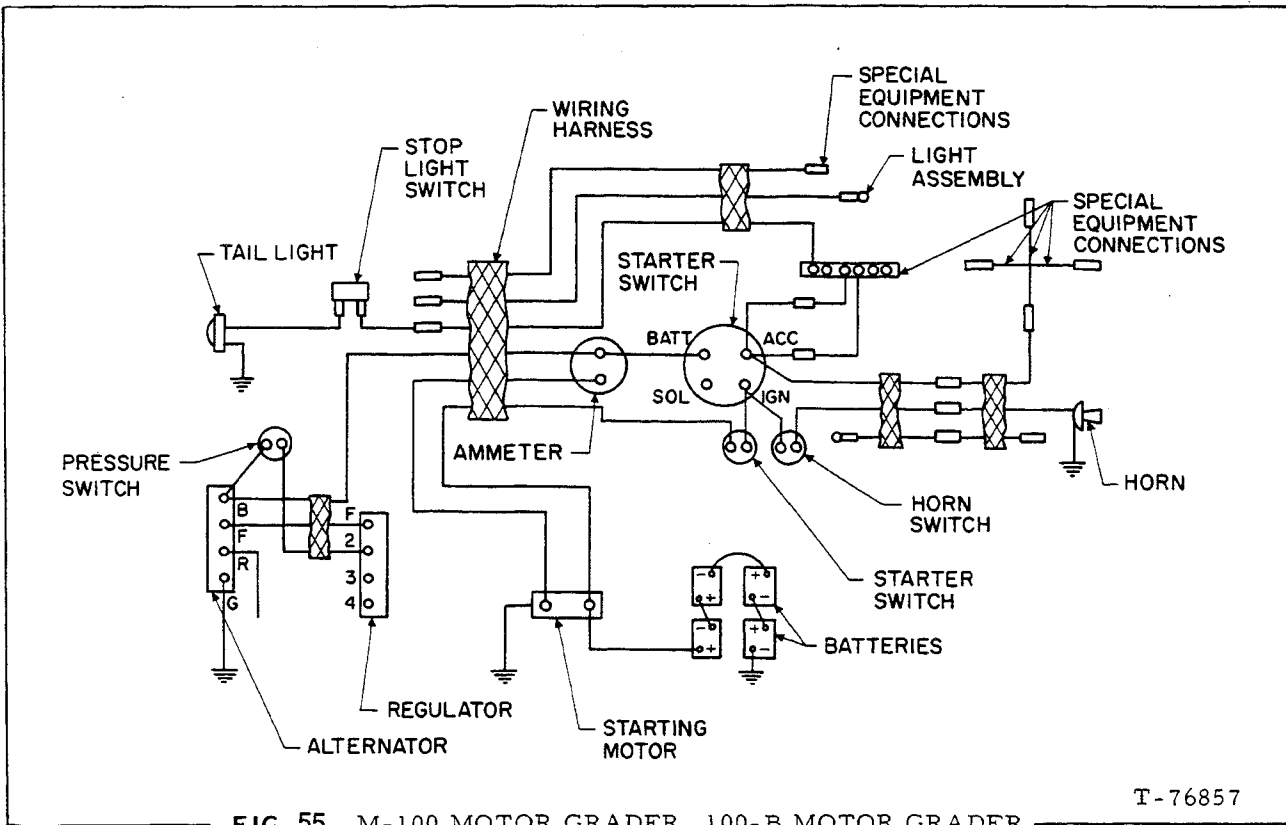 SPECIAL
EQUIPMENT
CONNECTIONS
WIRING
HARNESS
STOP
LIGHT
SWITCH
LIGHT
ASSEMBLY
SPECIAL
EQUIPMENT
CONNECTIONS
TAIL LIGHT
STARTER
SWITCH
BATT
ACC
SOL
IGN
AMMETER
PRESSURE
SWITCH
HORN
HORN
SWITCH
B
F
R
G
F
2
3
4
STARTER
SWITCH
- +
+ -
- +
+ -
BATTERIES
REGULATOR
ALTERNATOR
STARTING
MOTOR
T-76857
FIG. 55 M-100 MOTOR GRADER, 100-B MOTOR GRADER